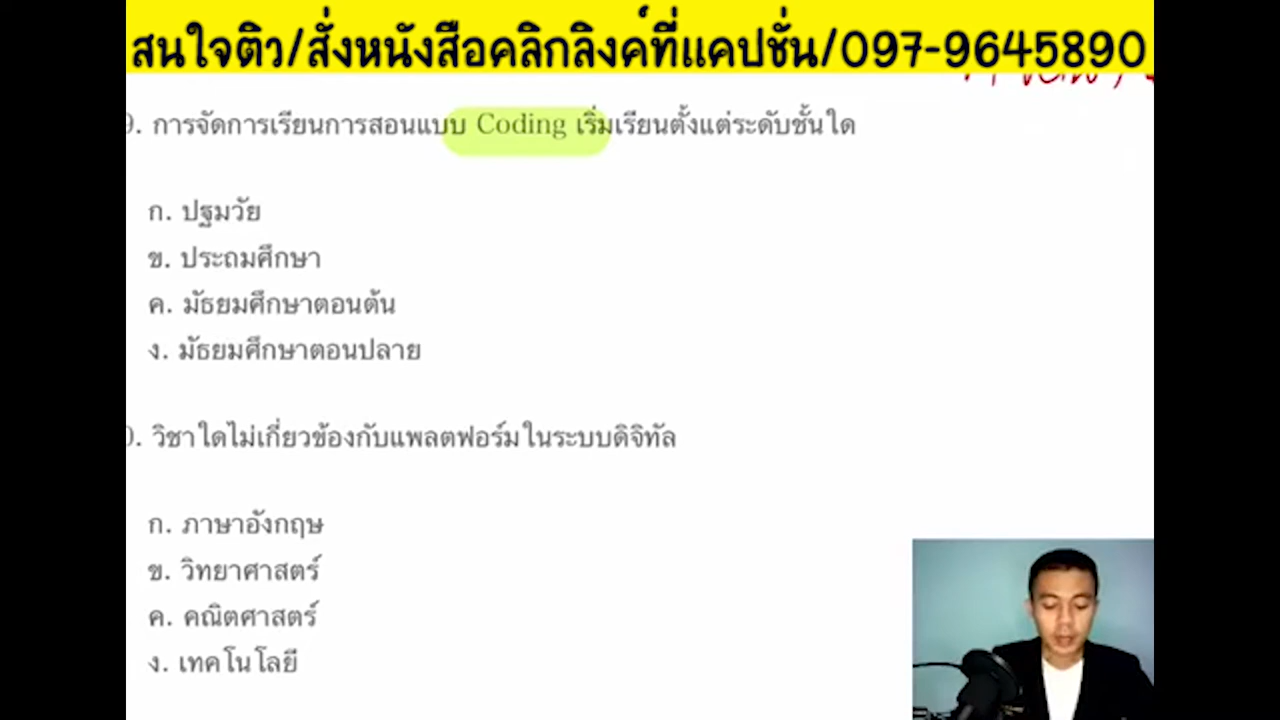 สนใจติว/สั่งหนังสือคลิกลิงค์ที่แคปชั่น/097-9645890
9. การจัดการเรียนการสอนแบบ Coding เริ่มเรียนตั้งแต่ระดับชั้นใด
ก. ปฐมวัย
ข. ประถมศึกษา
ค. มัธยมศึกษาตอนต้น
ง. มัธยมศึกษาตอนปลาย
0. วิชาใดไม่เกี่ยวข้องกับแพลตฟอร์มในระบบดิจิทัล
ก. ภาษาอังกฤษ
ข. วิทยาศาสตร์
ค. คณิตศาสตร์
ง. เทคโนโลยี